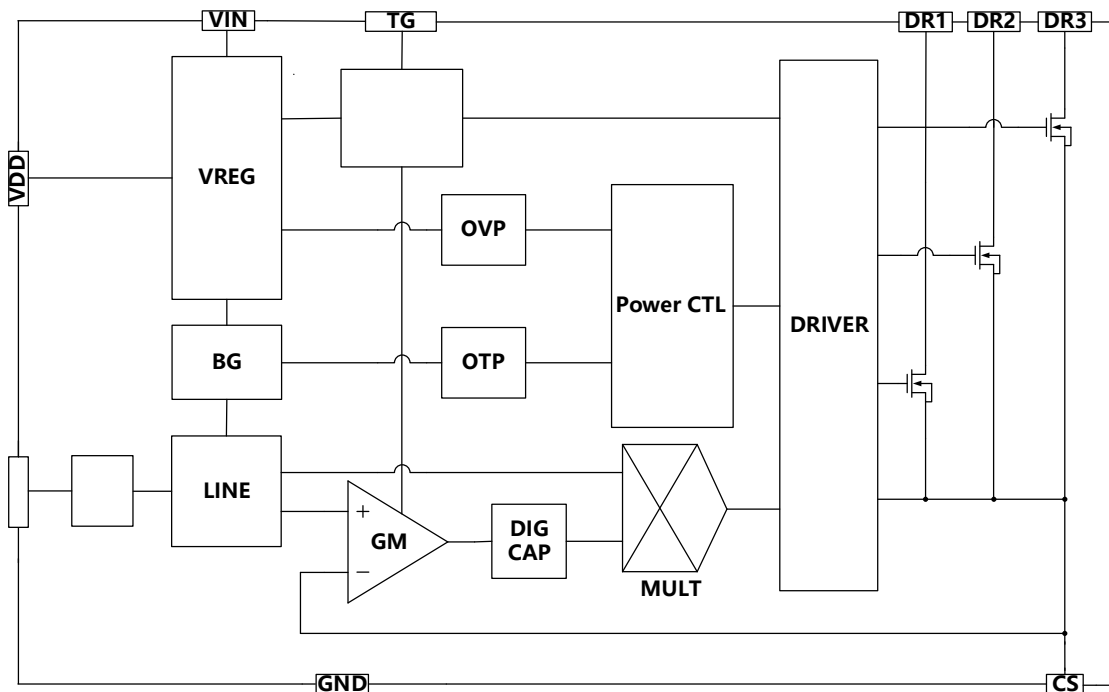 VIN
TG
DR1
DR2
DR3
VDD
VREG
OVP
Power CTL
DRIVER
BG
OTP
LINE
+
GM
−
DIG
CAP
MULT
GND
CS